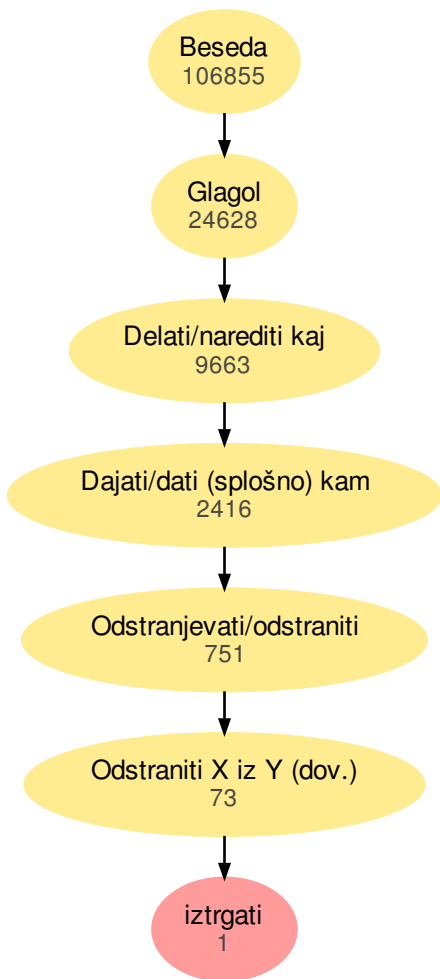 Beseda
106855
Glagol
24628
Delati/narediti kaj
9663
Dajati/dati (splošno) kam
2416
Odstranjevati/odstraniti
751
Odstraniti X iz Y (dov.)
73
iztrgati
1